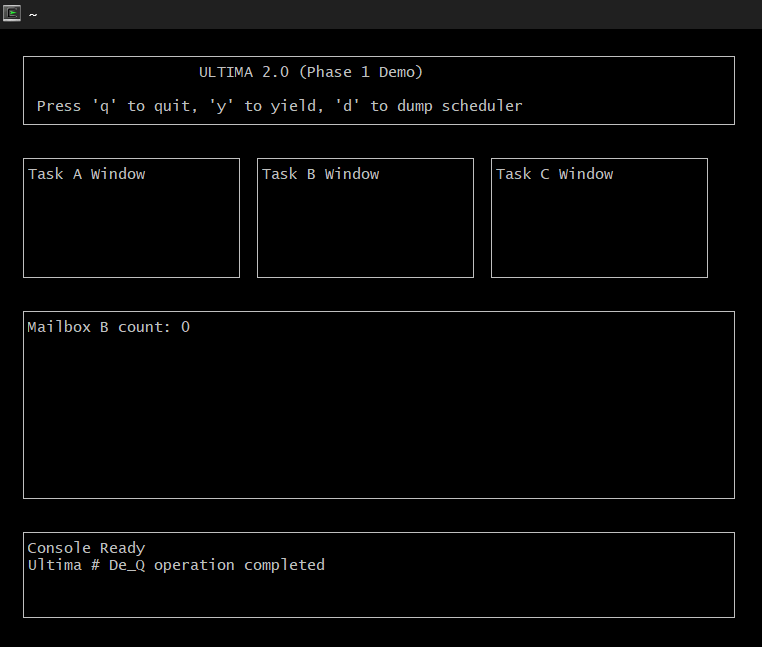 ~
ULTIMA 2.0 (Phase 1 Demo)
Press 'q' to quit, 'y' to yield, 'd' to dump scheduler
Task A Window
Task B Window
Task C Window
Mailbox B count: 0
Console Ready
Ultima # De_Q operation completed